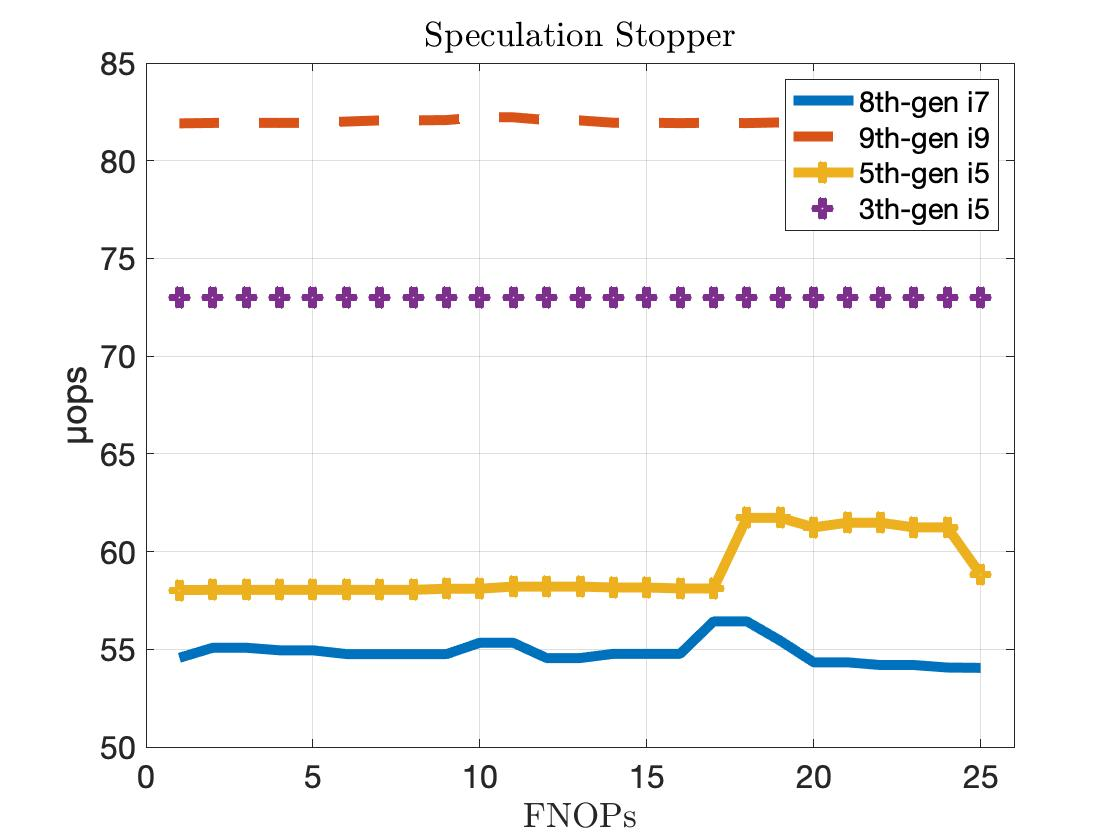 Speculation Stopper
85
80
75
70
65
60
55
50
µops
8th-gen i7
9th-gen i9
5th-gen i5
3th-gen i5
0 5 10 15 20 25
FNOPs